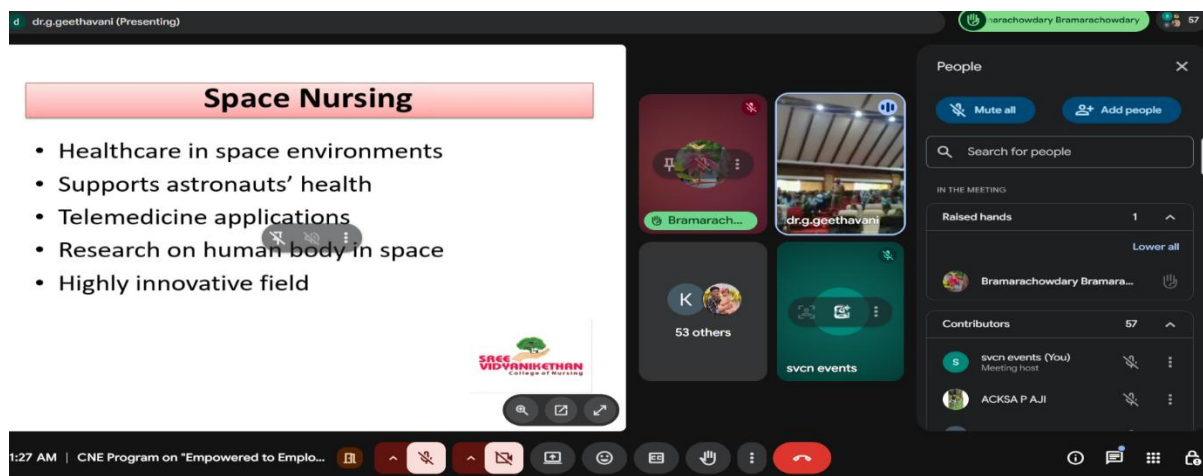 d dr.g.geethavani (Presenting)
arachowdary Bramarachowdary
57
Space Nursing
• Healthcare in space environments
• Supports astronauts’ health
• Telemedicine applications
• Research on human body in space
• Highly innovative field
SREE
VIDYANIKETHAN
College of Nursing
Bramarach...
dr.g.geethavani
K
53 others
svcn events
People
Mute all
Add people
Search for people
IN THE MEETING
Raised hands 1
Lower all
Bramarachowdary Bramara...
Contributors 57
S
svcn events (You)
Meeting host
ACKSA P AJI
1:27 AM | CNE Program on "Empowered to Emplo...